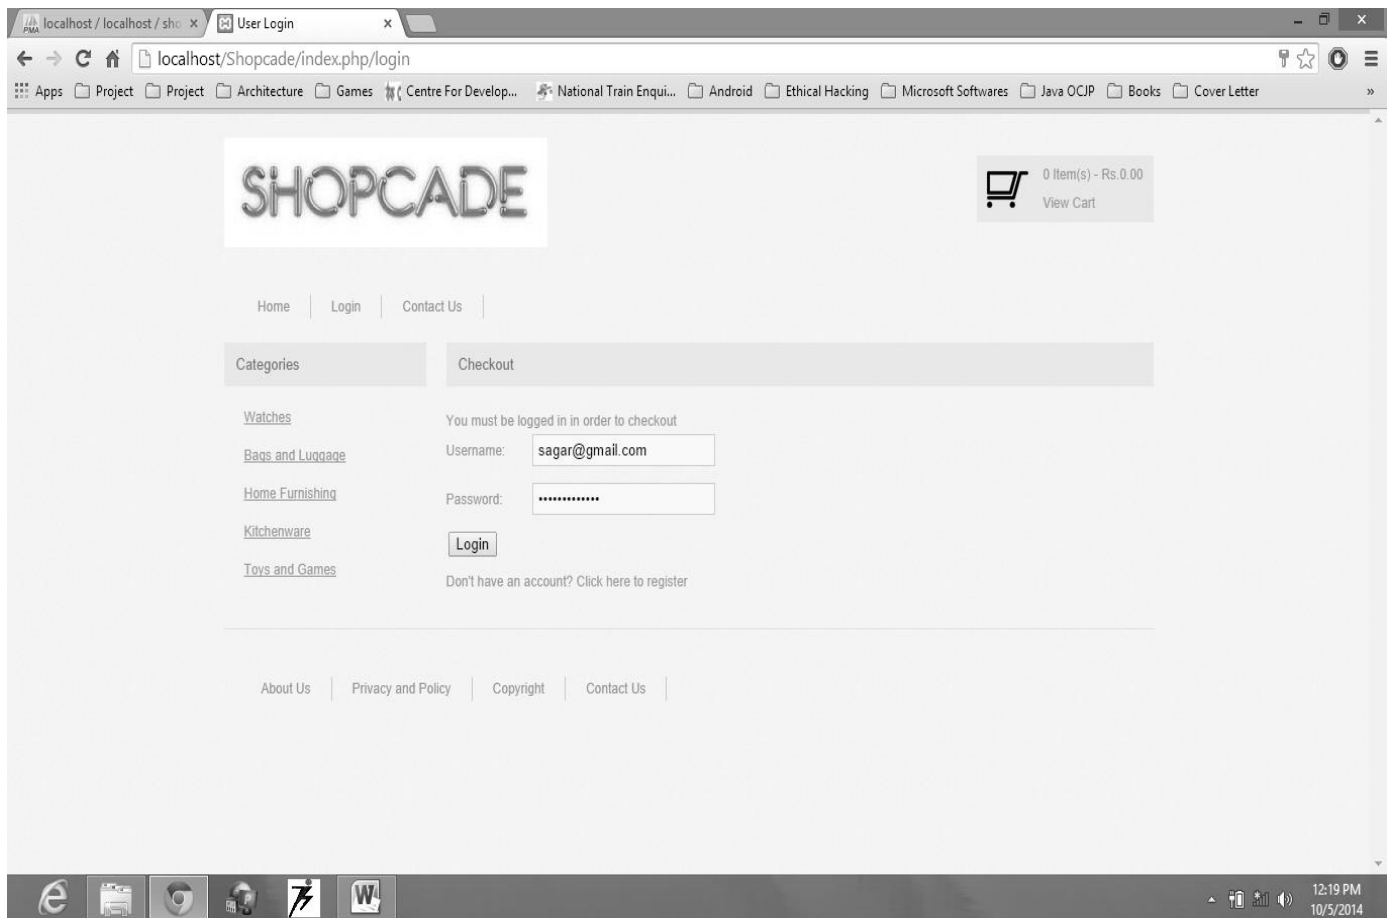 PMA localhost / localhost / sho × User Login ×
localhost/Shopcade/index.php/login
Apps Project Project Architecture Games Centre For Develop... National Train Enqui... Android Ethical Hacking Microsoft Softwares Java OCJP Books Cover Letter »
SHOPCADE
0 Item(s) - Rs.0.00
View Cart
Home Login Contact Us
Categories
Watches
Bags and Luggage
Home Furnishing
Kitchenware
Toys and Games
Checkout
You must be logged in in order to checkout
Username: sagar@gmail.com
Password: •••••••••••••
Login
Don't have an account? Click here to register
About Us Privacy and Policy Copyright Contact Us
12:19 PM
10/5/2014